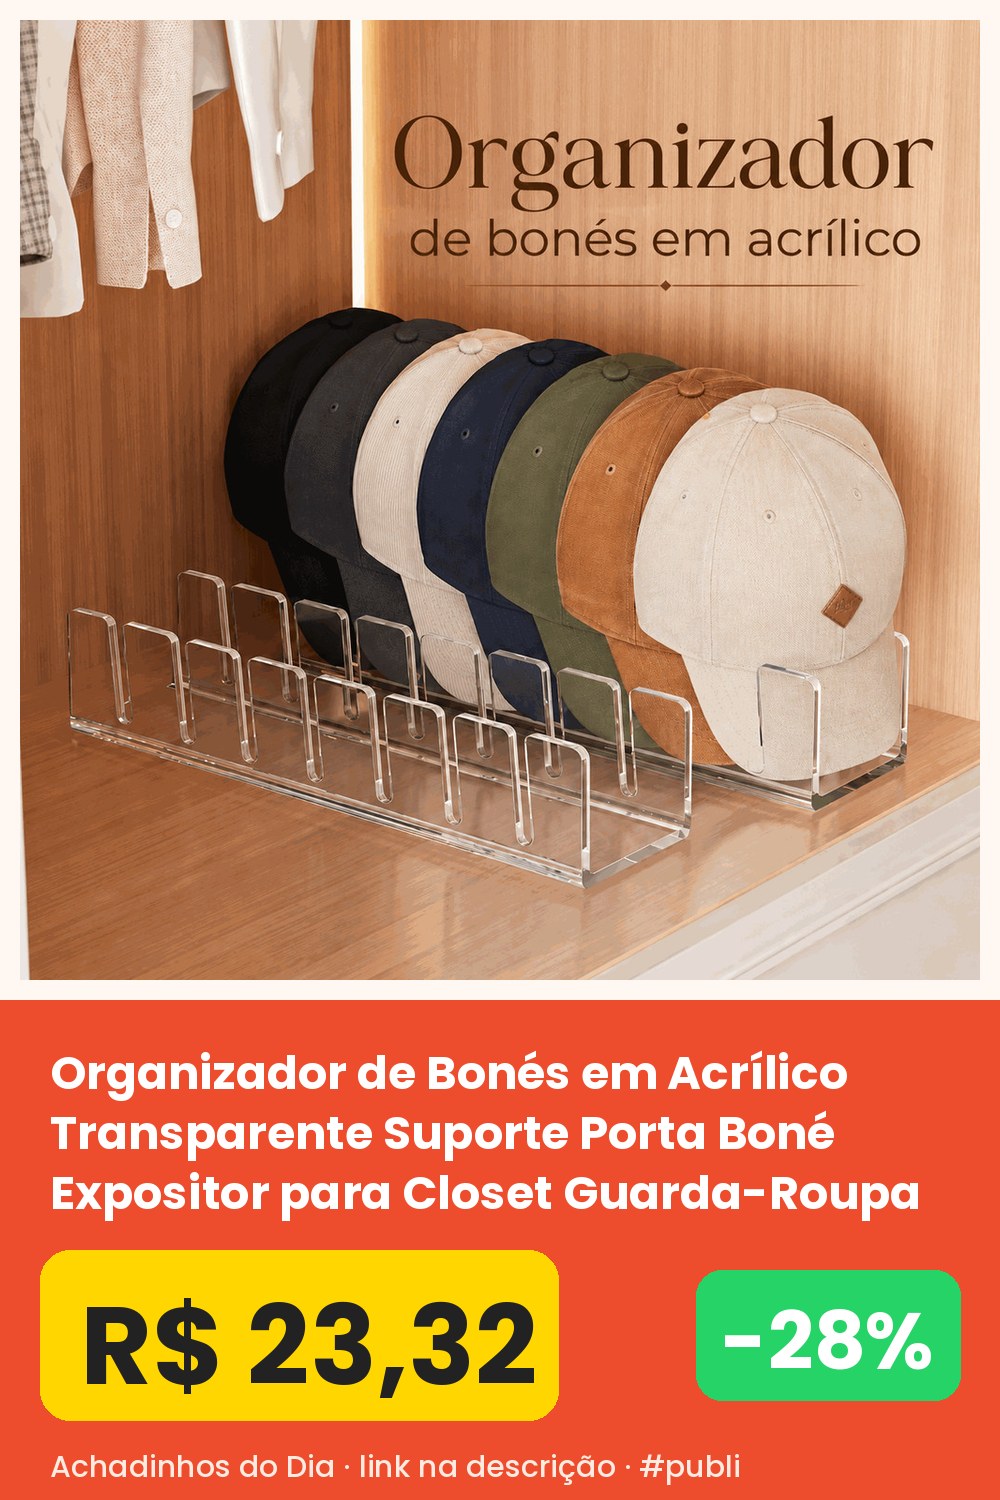 Organizador
de bonés em acrílico
Organizador de Bonés em Acrílico
Transparente Suporte Porta Boné
Expositor para Closet Guarda-Roupa
R$ 23,32
-28%
Achadinhos do Dia · link na descrição · #publi